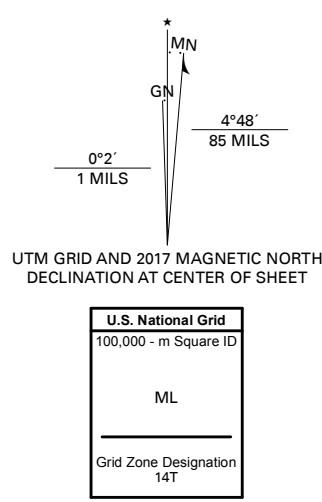 ★
MN
GN
4°48´
85 MILS
0°2´
1 MILS
UTM GRID AND 2017 MAGNETIC NORTH
DECLINATION AT CENTER OF SHEET
U.S. National Grid
100,000 - m Square ID
ML
Grid Zone Designation
14T